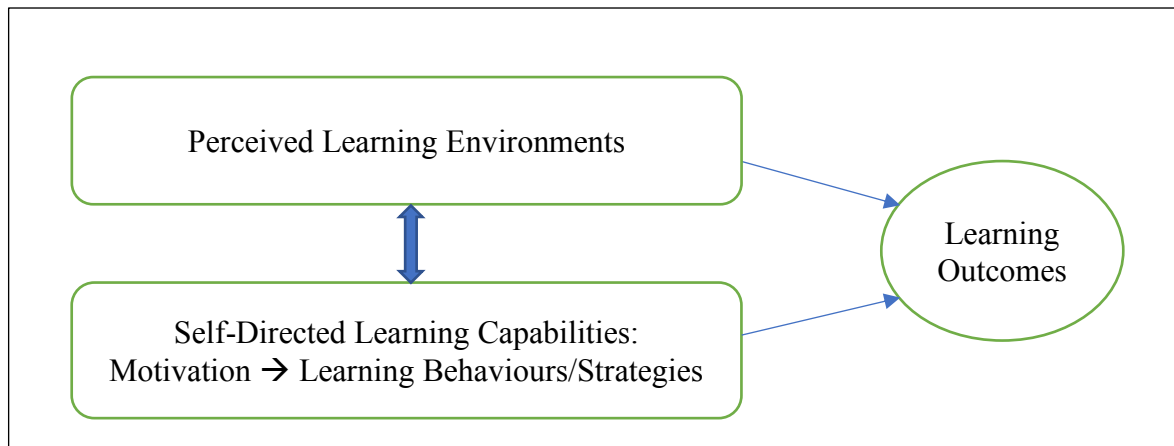 Perceived Learning Environments
Self-Directed Learning Capabilities:
Motivation → Learning Behaviours/Strategies
Learning
Outcomes